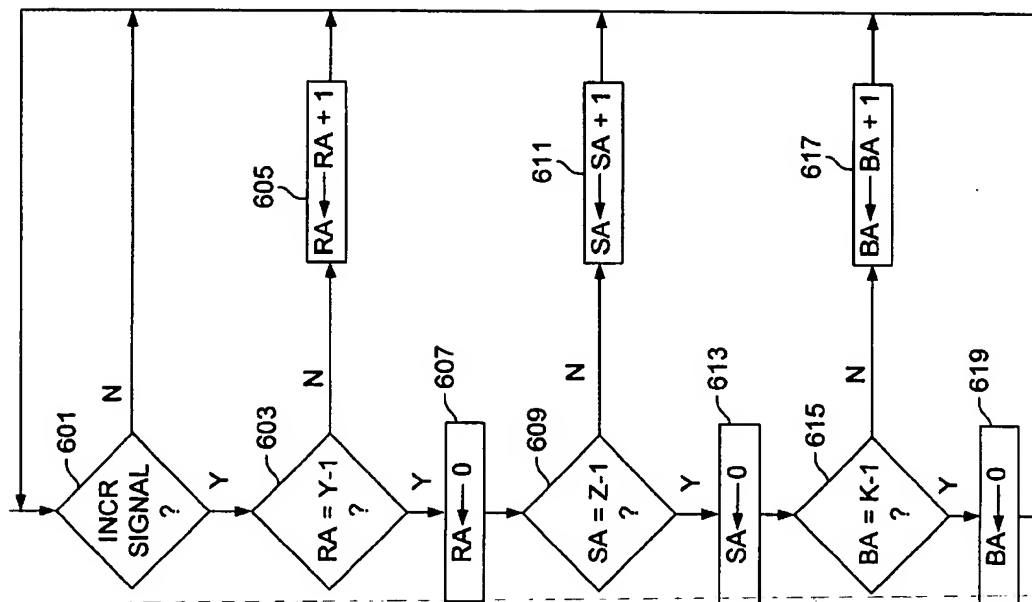 601
INCR
SIGNAL
?
N
Y
603
RA = Y-1
?
N
605
RA ← RA + 1
Y
607
RA ← 0
609
SA = Z-1
?
N
611
SA ← SA + 1
Y
613
SA ← 0
615
BA = K-1
?
N
617
BA ← BA + 1
Y
619
BA ← 0